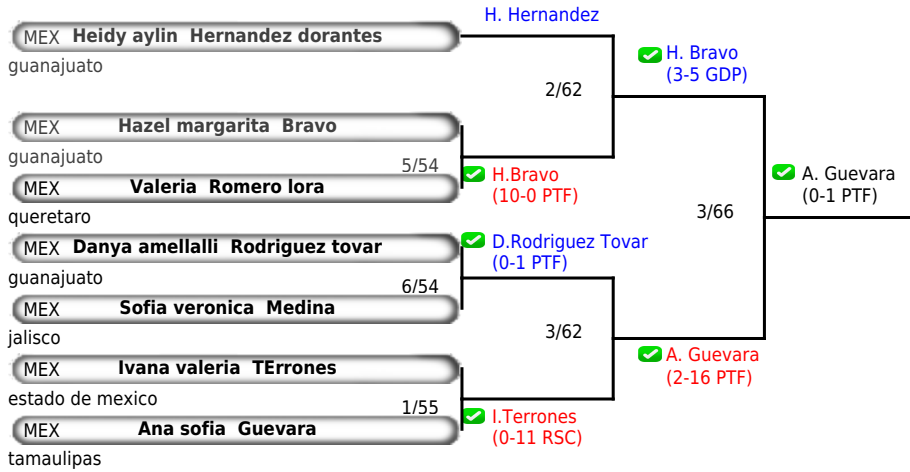 H. Hernandez
MEX Heidy aylin Hernandez dorantes
guanajuato
H. Bravo
(3-5 GDP)
2/62
MEX Hazel margarita Bravo
guanajuato
5/54
H.Bravo
(10-0 PTF)
MEX Valeria Romero lora
queretaro
A. Guevara
(0-1 PTF)
3/66
MEX Danya amellalli Rodriguez tovar
guanajuato
D.Rodriguez Tovar
(0-1 PTF)
6/54
MEX Sofia veronica Medina
jalisco
3/62
A. Guevara
(2-16 PTF)
MEX Ivana valeria TErrones
estado de mexico
1/55
I.Terrones
(0-11 RSC)
MEX Ana sofia Guevara
tamaulipas